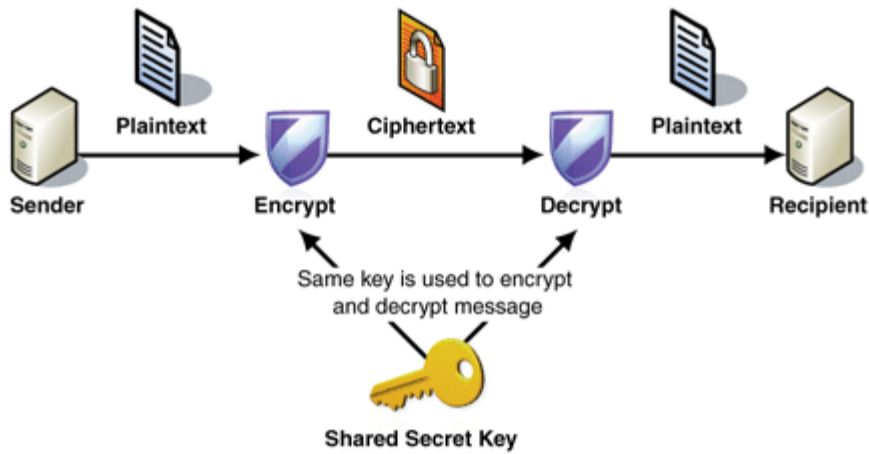 Plaintext
Ciphertext
Plaintext
Sender
Encrypt
Decrypt
Recipient
Same key is used to encrypt
and decrypt message
Shared Secret Key